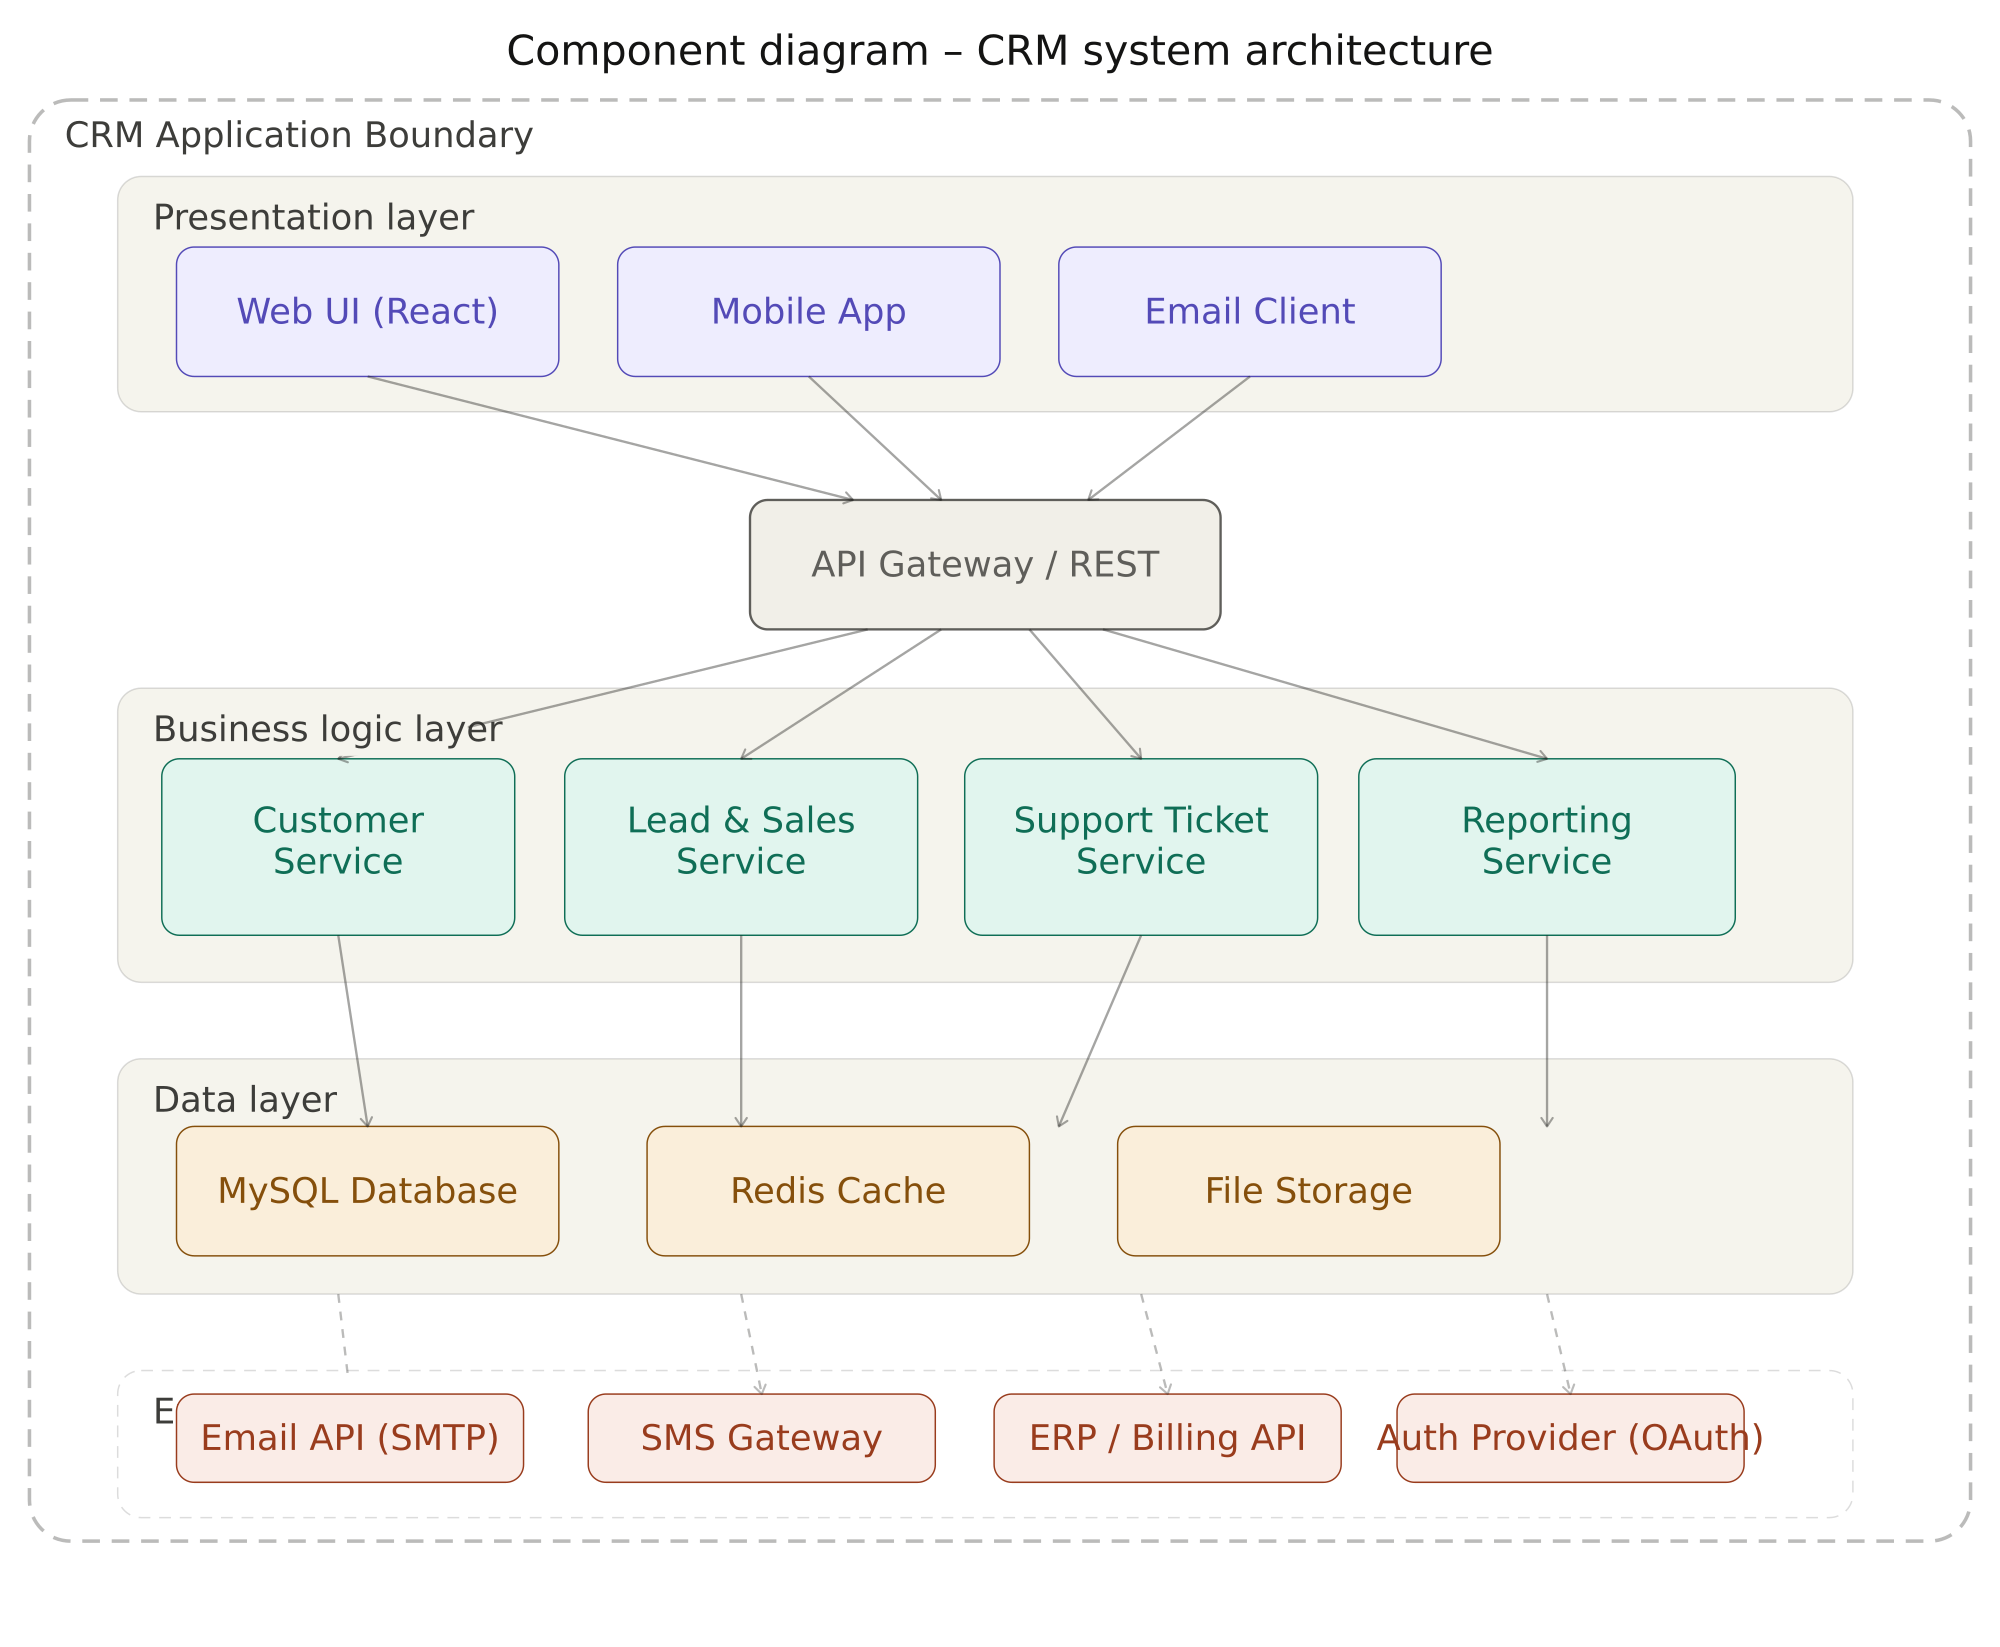 Component diagram – CRM system architecture
CRM Application Boundary
Presentation layer
Web UI (React)
Mobile App
Email Client
API Gateway / REST
Business logic layer
Customer
Service
Lead & Sales
Service
Support Ticket
Service
Reporting
Service
Data layer
MySQL Database
Redis Cache
File Storage
E
Email API (SMTP)
SMS Gateway
ERP / Billing API
Auth Provider (OAuth)